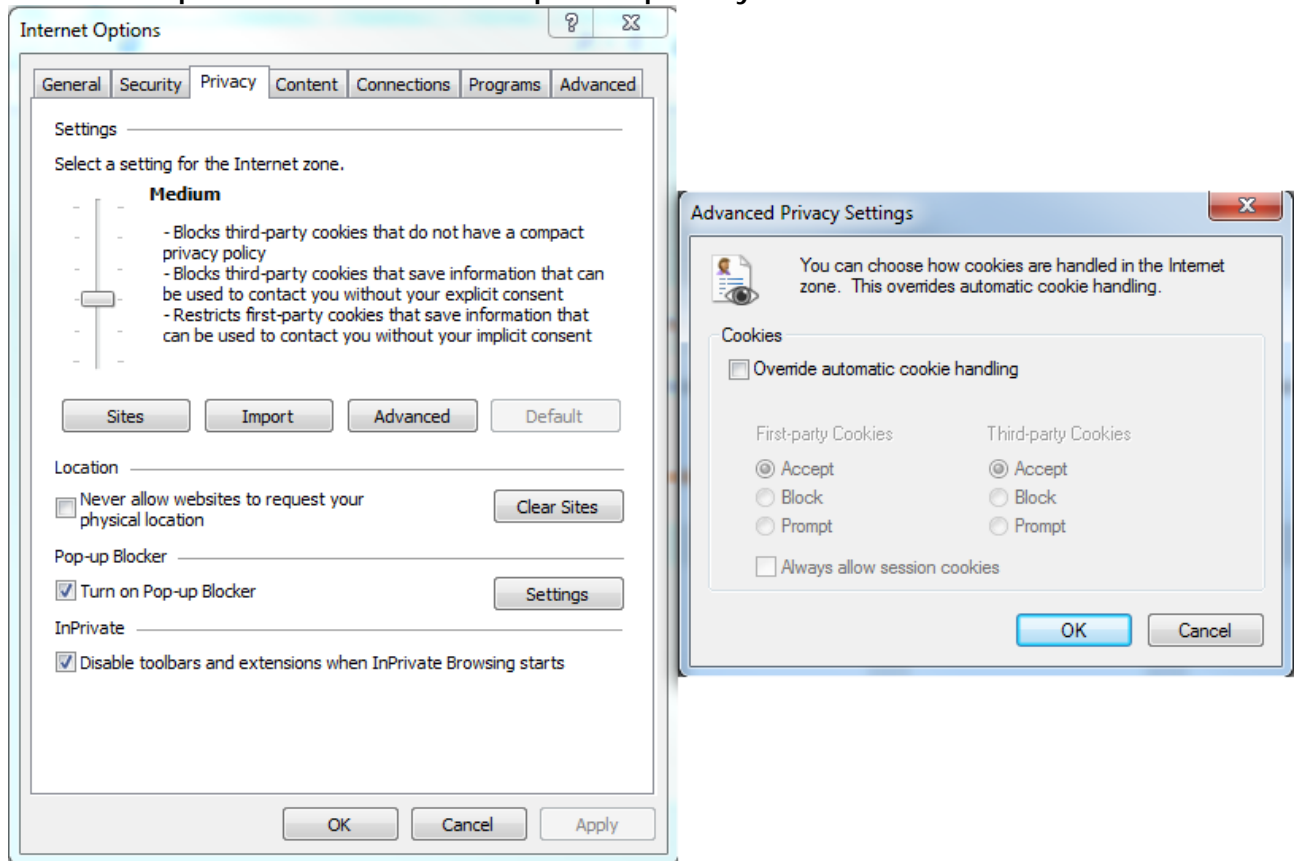 Internet Options
General Security Privacy Content Connections Programs Advanced
Settings
Select a setting for the Internet zone.
Medium
- Blocks third-party cookies that do not have a compact
privacy policy
- Blocks third-party cookies that save information that can
be used to contact you without your explicit consent
- Restricts first-party cookies that save information that
can be used to contact you without your implicit consent
Sites Import Advanced Default
Location
Never allow websites to request your
physical location
Clear Sites
Pop-up Blocker
Turn on Pop-up Blocker
Settings
InPrivate
Disable toolbars and extensions when InPrivate Browsing starts
OK Cancel Apply
Advanced Privacy Settings
You can choose how cookies are handled in the Internet
zone. This overrides automatic cookie handling.
Cookies
Override automatic cookie handling
First-party Cookies Third-party Cookies
Accept Accept
Block Block
Prompt Prompt
Always allow session cookies
OK Cancel